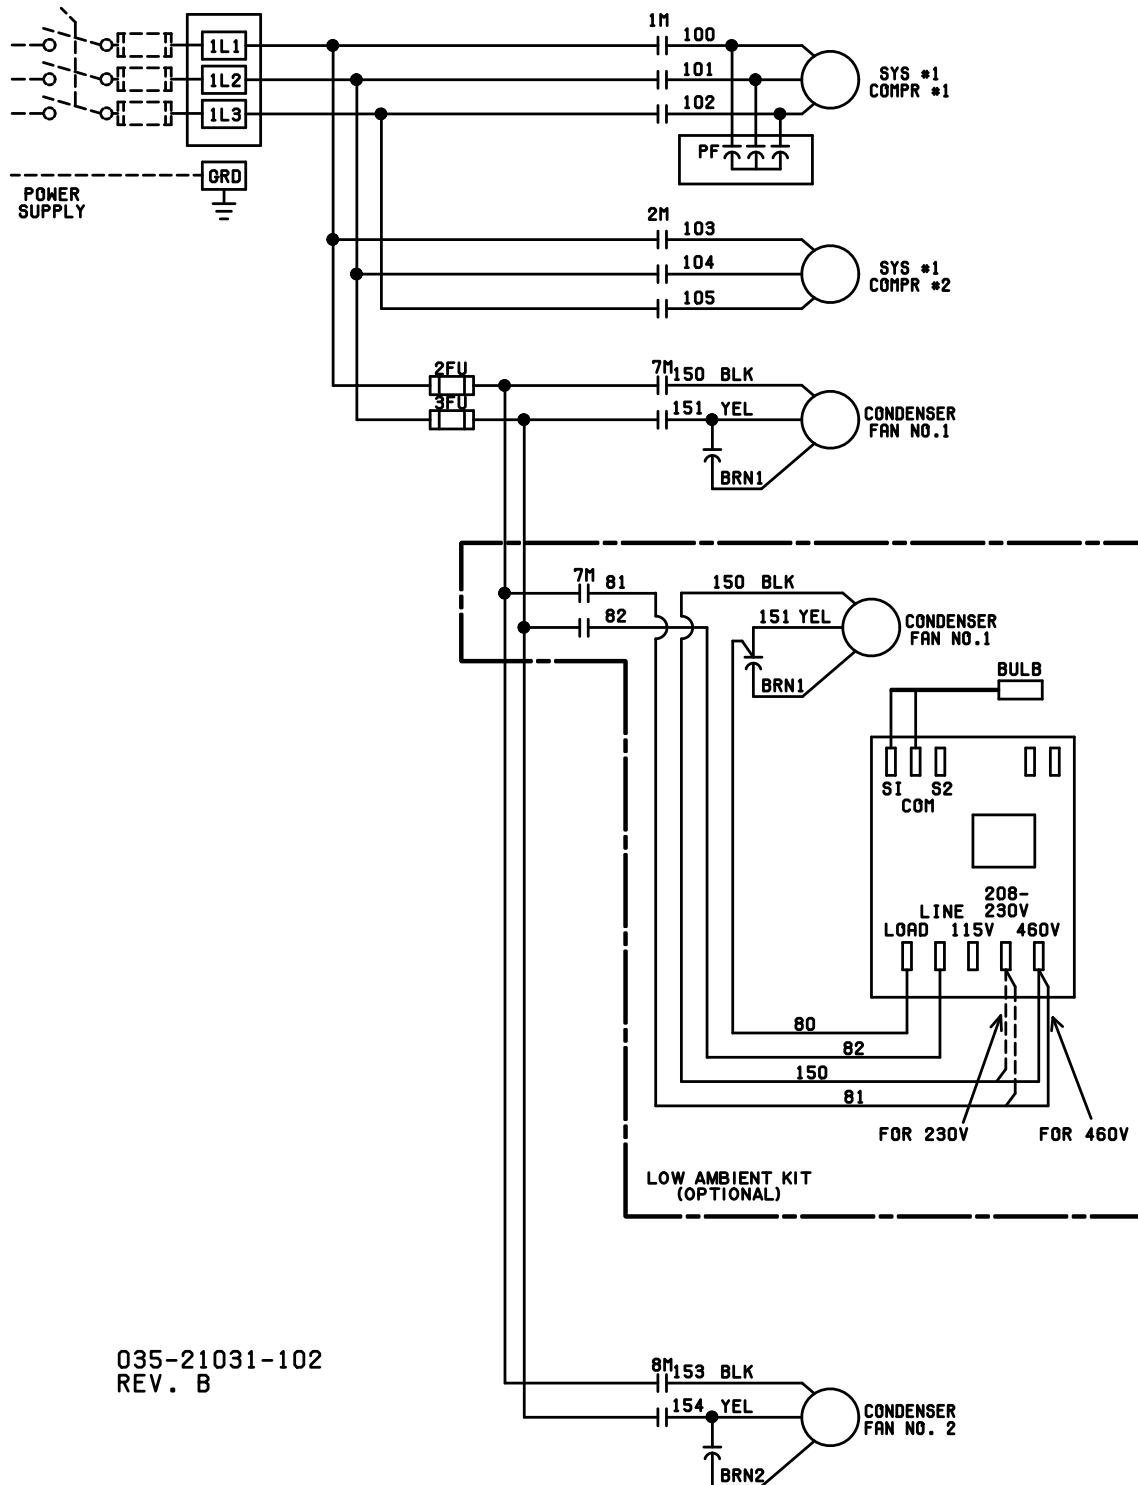 1M
100
1L1
101
1L2
SYS #1
COMPR #1
102
1L3
PF
GRD
POWER
SUPPLY
2M
103
104
SYS #1
COMPR #2
105
2FU
7M
150 BLK
3FU
151 YEL
CONDENSER
FAN NO.1
BRN1
7M
81
150 BLK
82
151 YEL
CONDENSER
FAN NO.1
BRN1
BULB
SI
S2
COM
208-
LINE 230V
LOAD 115V 460V
80
82
150
81
FOR 230V
FOR 460V
LOW AMBIENT KIT
(OPTIONAL)
035-21031-102
REV. B
8M
153 BLK
154 YEL
CONDENSER
FAN NO. 2
BRN2